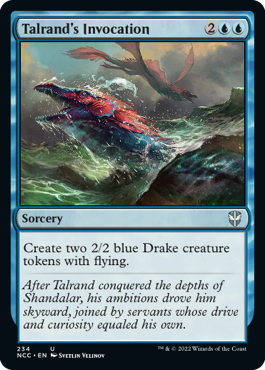 Talrand's Invocation 2
Sorcery
Create two 2/2 blue Drake creature
tokens with flying.
After Talrand conquered the depths of
Shandalar, his ambitions drove him
skyward, joined by servants whose drive
and curiosity equaled his own.
234 U
NCC • EN Svetlin Velinov
™ & © 2022 Wizards of the Coast